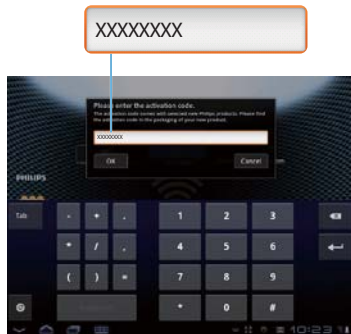 XXXXXXXX
Please enter the activation code.
The activation code comes with selected new Philips products. Please find
the activation code in the packaging of your new product.
XXXXXXXX
OK
Cancel
PHILIPS
Tab
- + . 1 2 3
* / , 4 5 6
( ) = 7 8 9
* 0 #
10:23